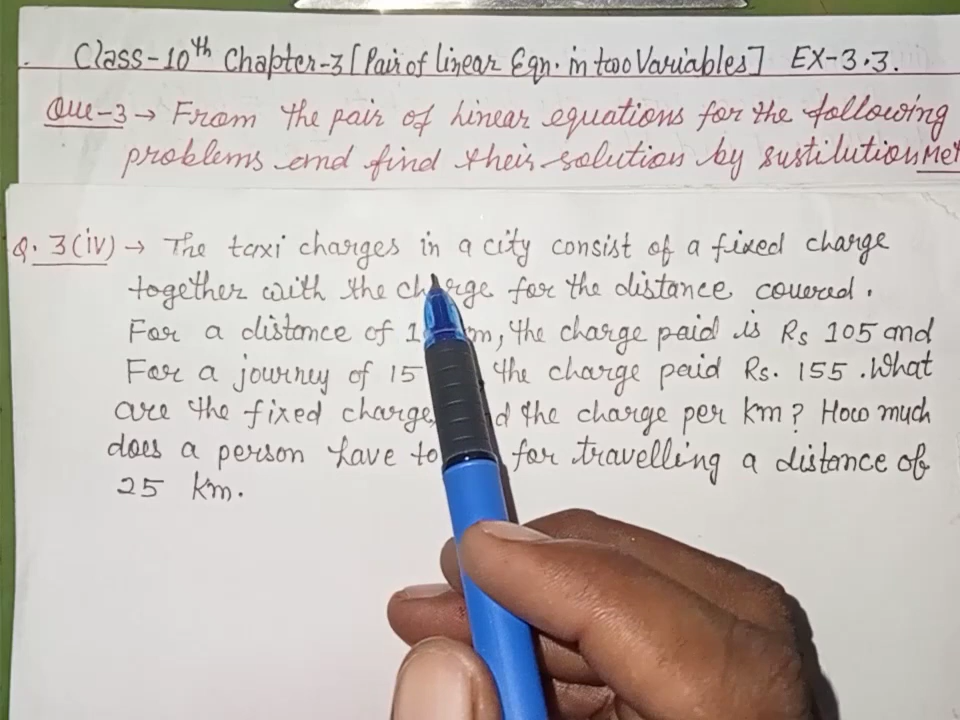 Class-10th Chapter-3 [Pair of linear Eqn. in two Variables] EX-3.3.
Que-3 → From the pair of linear equations for the following
problems and find their solution by sustilution Met
Q. 3(iv) → The taxi charges in a city consist of a fixed charge
together with the charge for the distance covered.
For a distance of 1 m, the charge paid is Rs 105 and
For a journey of 15 the charge paid Rs. 155. What
are the fixed charge d the charge per km? How much
does a person have to for travelling a distance of
25 km.